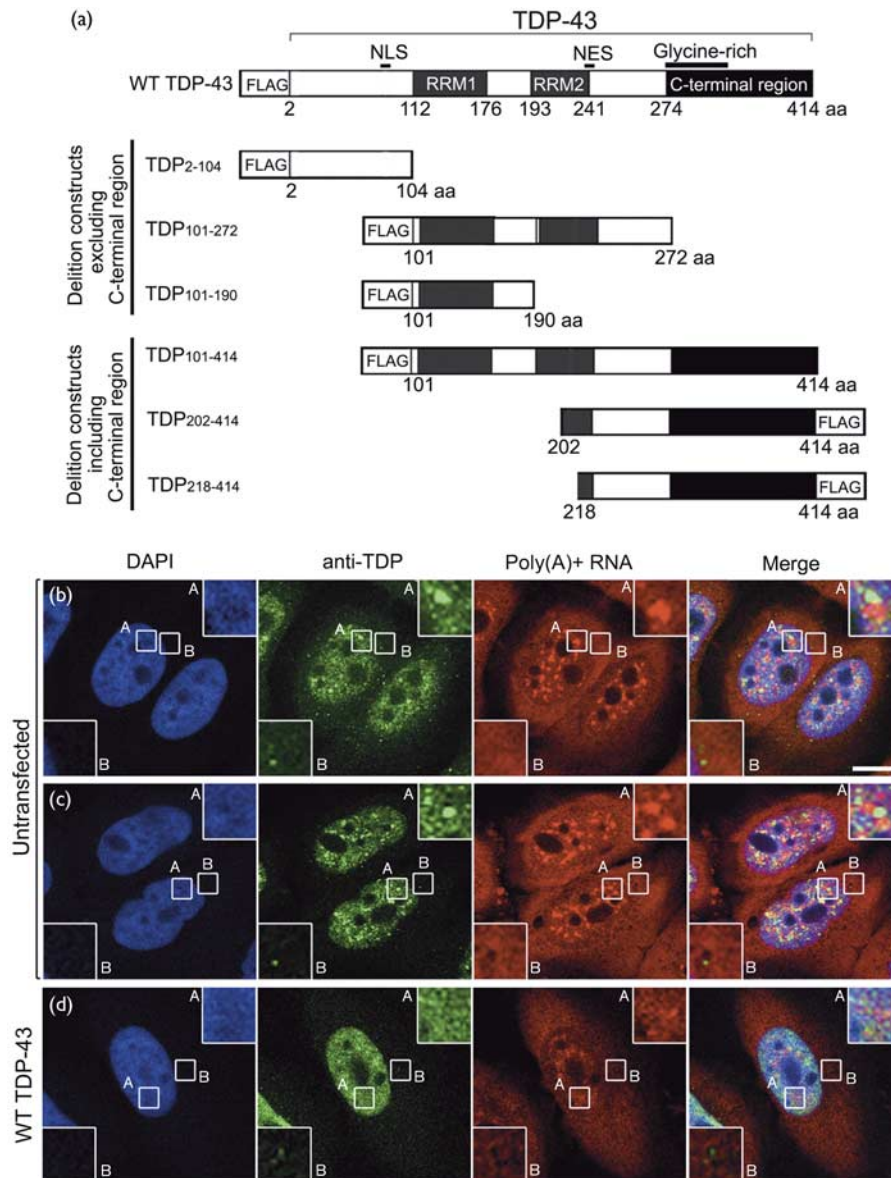 (a)
TDP-43
NLS NES Glycine-rich
WT TDP-43 FLAG RRM1 RRM2 C-terminal region
2 112 176 193 241 274 414 aa
Delition constructs
excluding
C-terminal region
TDP2-104 FLAG
2 104 aa
TDP101-272 FLAG
101 272 aa
TDP101-190 FLAG
101 190 aa
Delition constructs
including
C-terminal region
TDP101-414 FLAG
101 414 aa
TDP202-414 FLAG
202 414 aa
TDP218-414 FLAG
218 414 aa
DAPI anti-TDP Poly(A)+ RNA Merge
Untransfected
(b) A A A A
A B A B A B A B
B B B B
(c) A A A A
A B A B A B A B
B B B B
WT TDP-43
(d) A A A A
A B A B A B A B
B B B B